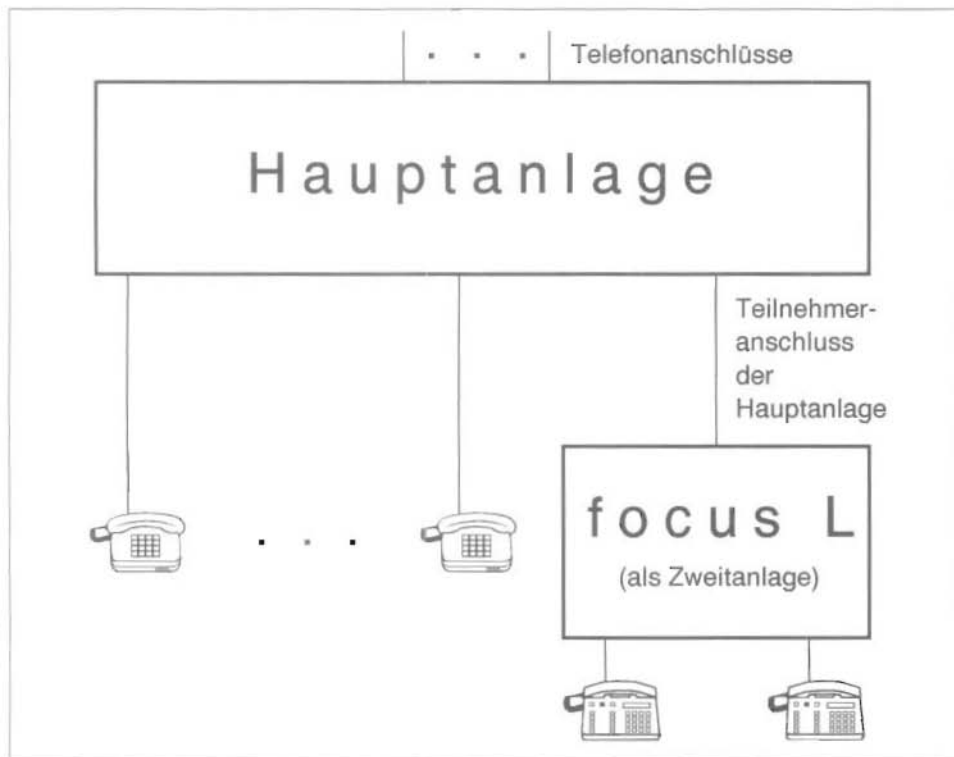 Telefonanschlüsse
Hauptanlage
Teilnehmer-
anschluss
der
Hauptanlage
focus L
(als Zweitanlage)